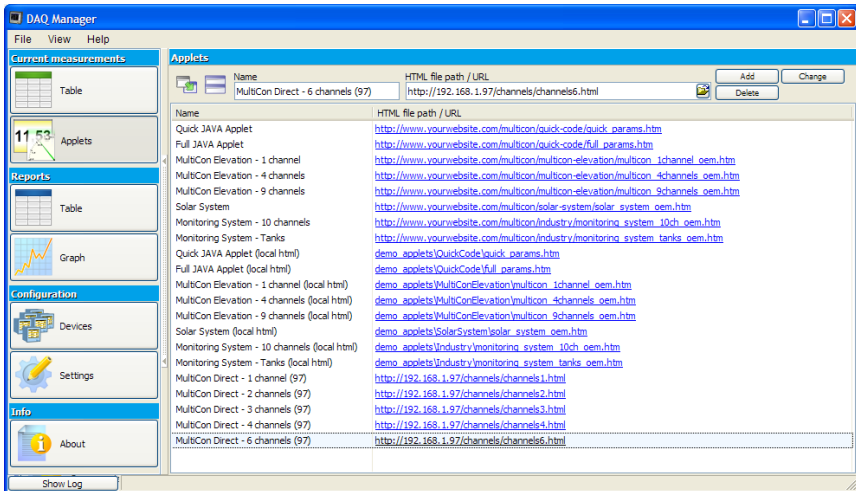 DAQ Manager
File View Help
Current measurements
Table
11 53
Applets
Reports
Table
Graph
Configuration
Devices
Settings
Info
About
Show Log
Applets
Name HTML file path / URL
MultiCon Direct - 6 channels (97) http://192.168.1.97/channels/channels6.html Add Change
Delete
Name HTML file path / URL
Quick JAVA Applet http://www.yourwebsite.com/multicon/quick-code/quick_params.htm
Full JAVA Applet http://www.yourwebsite.com/multicon/quick-code/full_params.htm
MultiCon Elevation - 1 channel http://www.yourwebsite.com/multicon/multicon-elevation/multicon_1channel_oem.htm
MultiCon Elevation - 4 channels http://www.yourwebsite.com/multicon/multicon-elevation/multicon_4channels_oem.htm
MultiCon Elevation - 9 channels http://www.yourwebsite.com/multicon/multicon-elevation/multicon_9channels_oem.htm
Solar System http://www.yourwebsite.com/multicon/solar-system/solar_system_oem.htm
Monitoring System - 10 channels http://www.yourwebsite.com/multicon/industry/monitoring_system_10ch_oem.htm
Monitoring System - Tanks http://www.yourwebsite.com/multicon/industry/monitoring_system_tanks_oem.htm
Quick JAVA Applet (local html) demo_applets\QuickCode\quick_params.htm
Full JAVA Applet (local html) demo_applets\QuickCode\full_params.htm
MultiCon Elevation - 1 channel (local html) demo_applets\MultiConElevation\multicon_1channel_oem.htm
MultiCon Elevation - 4 channels (local html) demo_applets\MultiConElevation\multicon_4channels_oem.htm
MultiCon Elevation - 9 channels (local html) demo_applets\MultiConElevation\multicon_9channels_oem.htm
Solar System (local html) demo_applets\SolarSystem\solar_system_oem.htm
Monitoring System - 10 channels (local html) demo_applets\Industry\monitoring_system_10ch_oem.htm
Monitoring System - Tanks (local html) demo_applets\Industry\monitoring_system_tanks_oem.htm
MultiCon Direct - 1 channel (97) http://192.168.1.97/channels/channels1.html
MultiCon Direct - 2 channels (97) http://192.168.1.97/channels/channels2.html
MultiCon Direct - 3 channels (97) http://192.168.1.97/channels/channels3.html
MultiCon Direct - 4 channels (97) http://192.168.1.97/channels/channels4.html
MultiCon Direct - 6 channels (97) http://192.168.1.97/channels/channels6.html